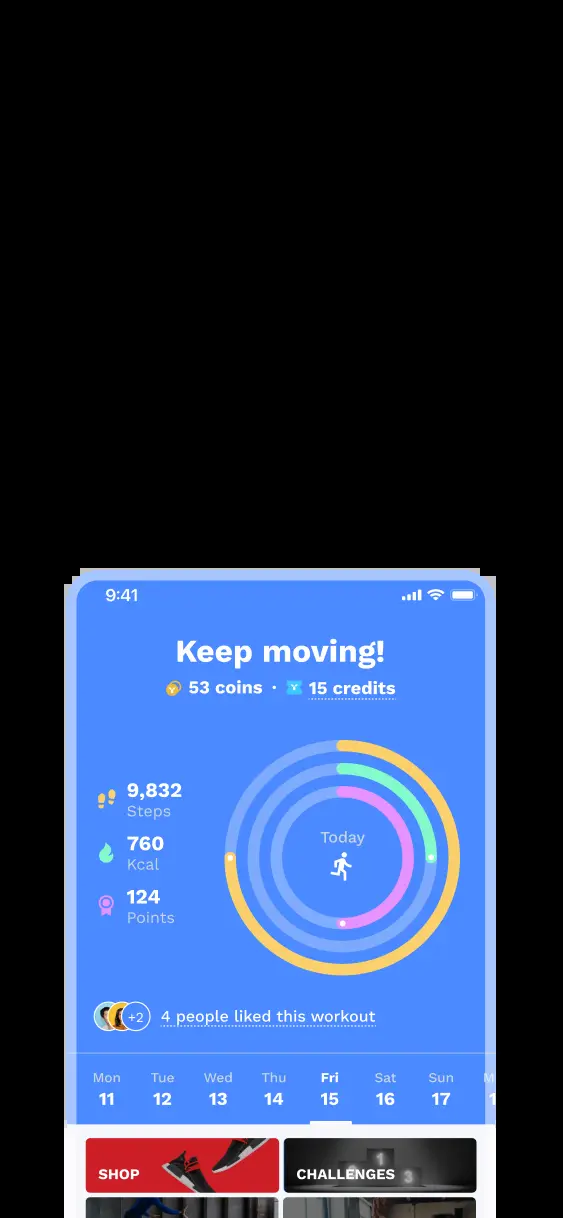 9:41
Keep moving!
53 coins · 15 credits
9,832
Steps
760
Kcal
124
Points
Today
+2 4 people liked this workout
Mon Tue Wed Thu Fri Sat Sun
11 12 13 14 15 16 17
SHOP CHALLENGES
1
3